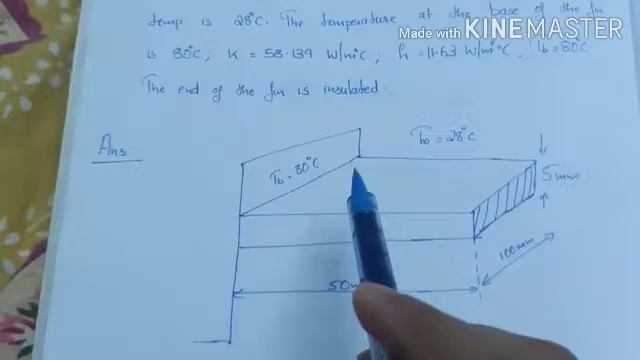 temp is 28°C. The temperature at the base of the fin
Made with KINEMASTER
is 80°C; k = 58.139 W/m°C; h = 11.63 W/m²°C. Tb = 80°C
The end of the fin is insulated.
Ans
= 28°C
Tb = 80°C
5mm
100mm
50